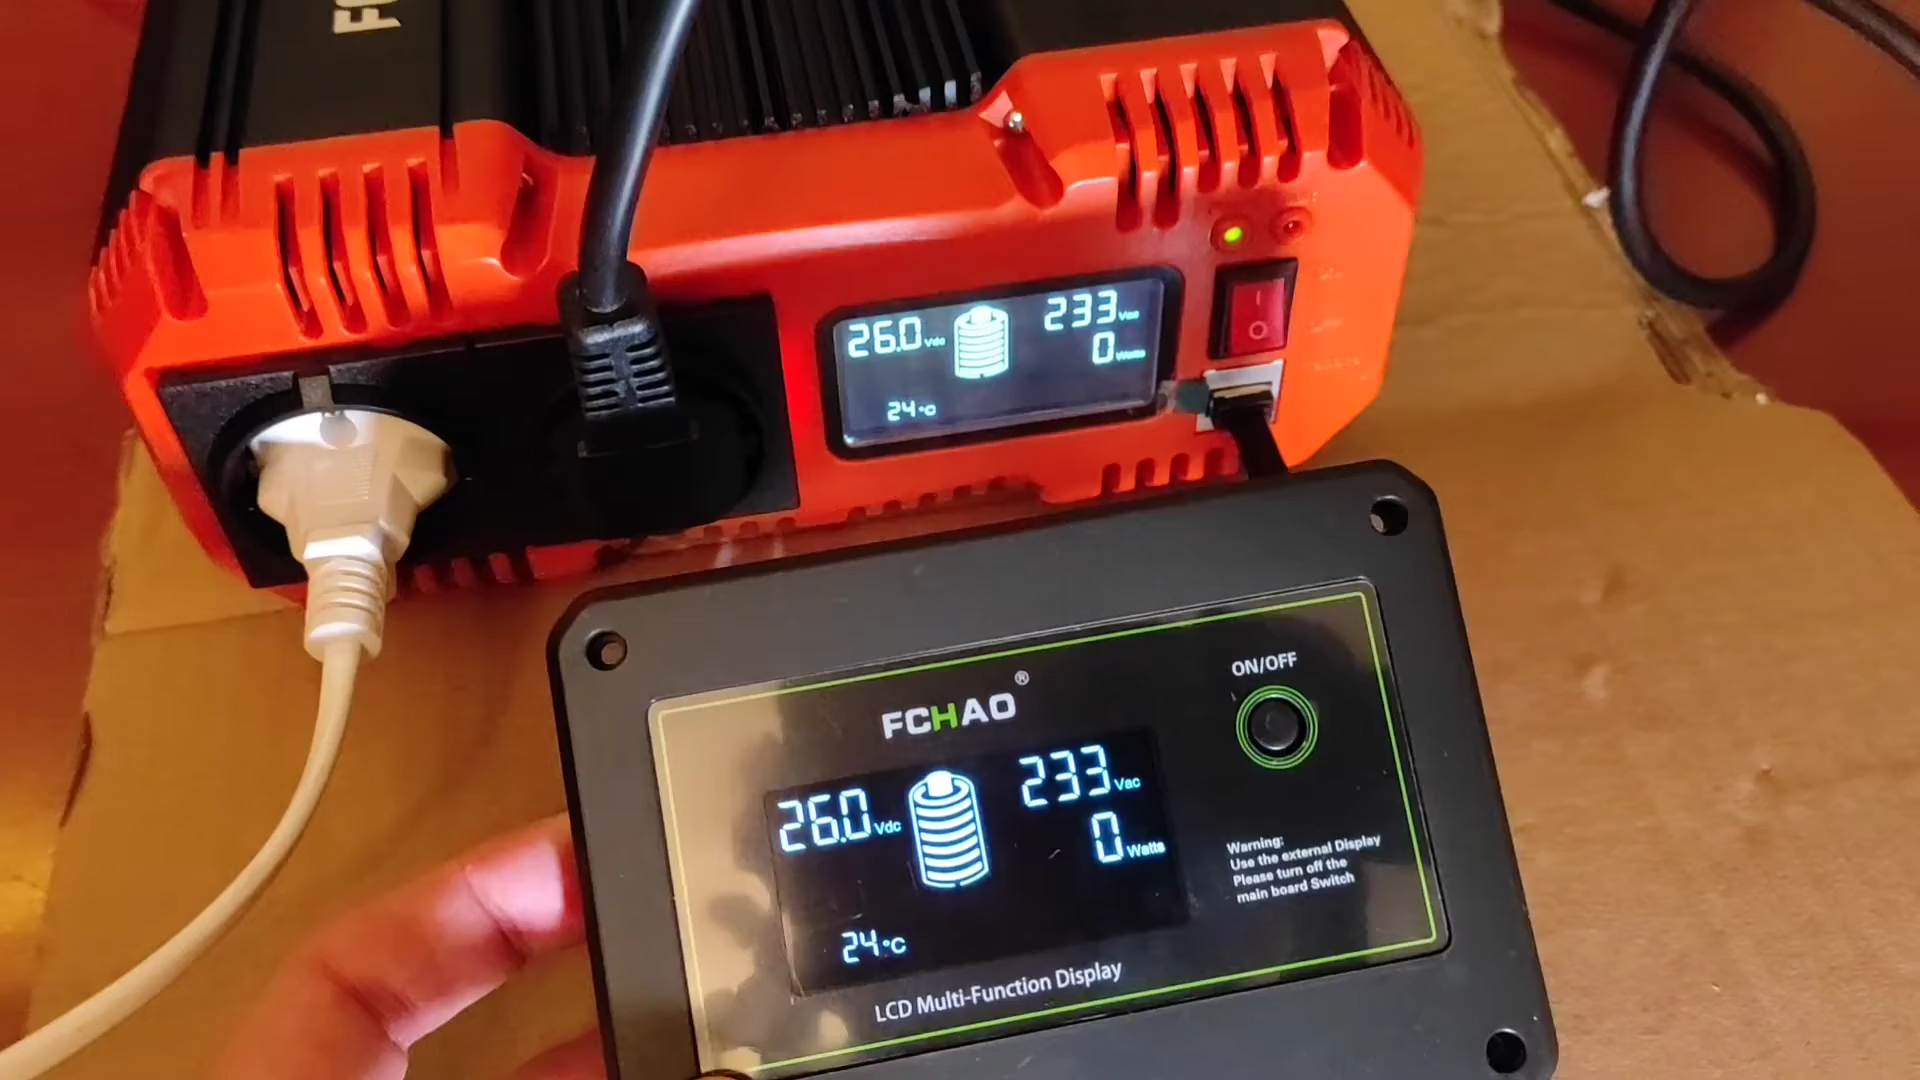 26.0 Vdc
233 Vac
0 Watts
24°C
I
O
FCHAO®
ON/OFF
26.0 Vdc
233 Vac
0 Watts
24°C
Warning:
Use the external Display
Please turn off the
main board Switch
LCD Multi-Function Display